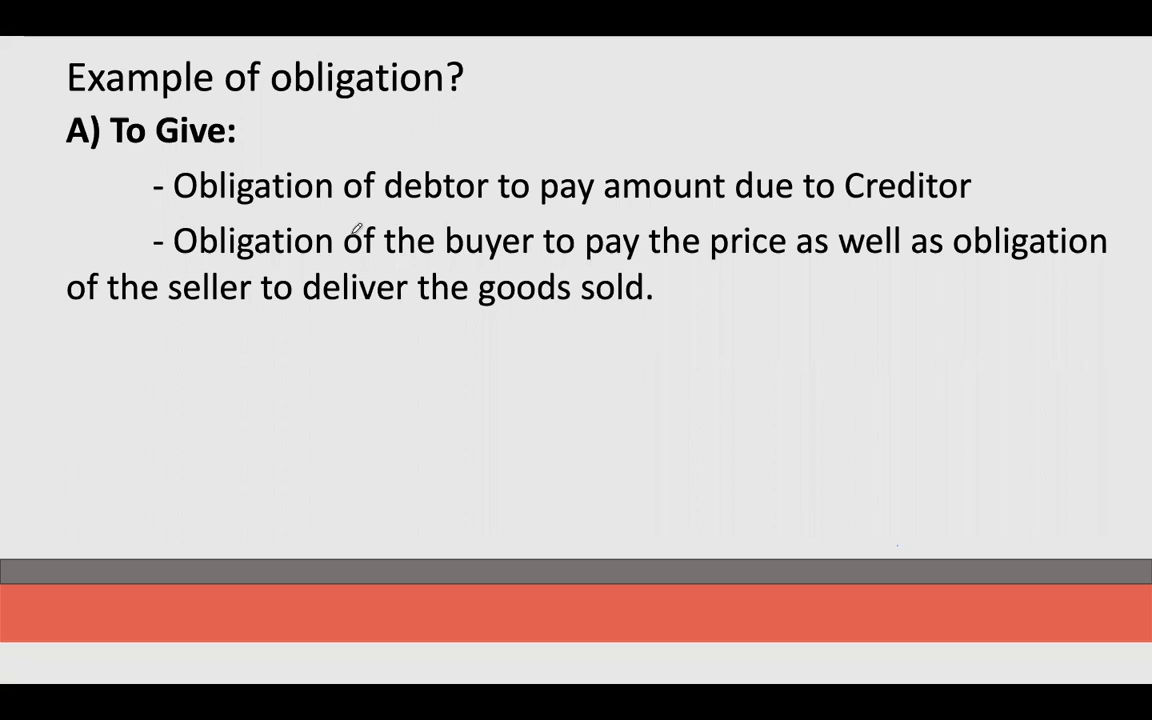 Example of obligation?
A) To Give:
- Obligation of debtor to pay amount due to Creditor
- Obligation of the buyer to pay the price as well as obligation
of the seller to deliver the goods sold.